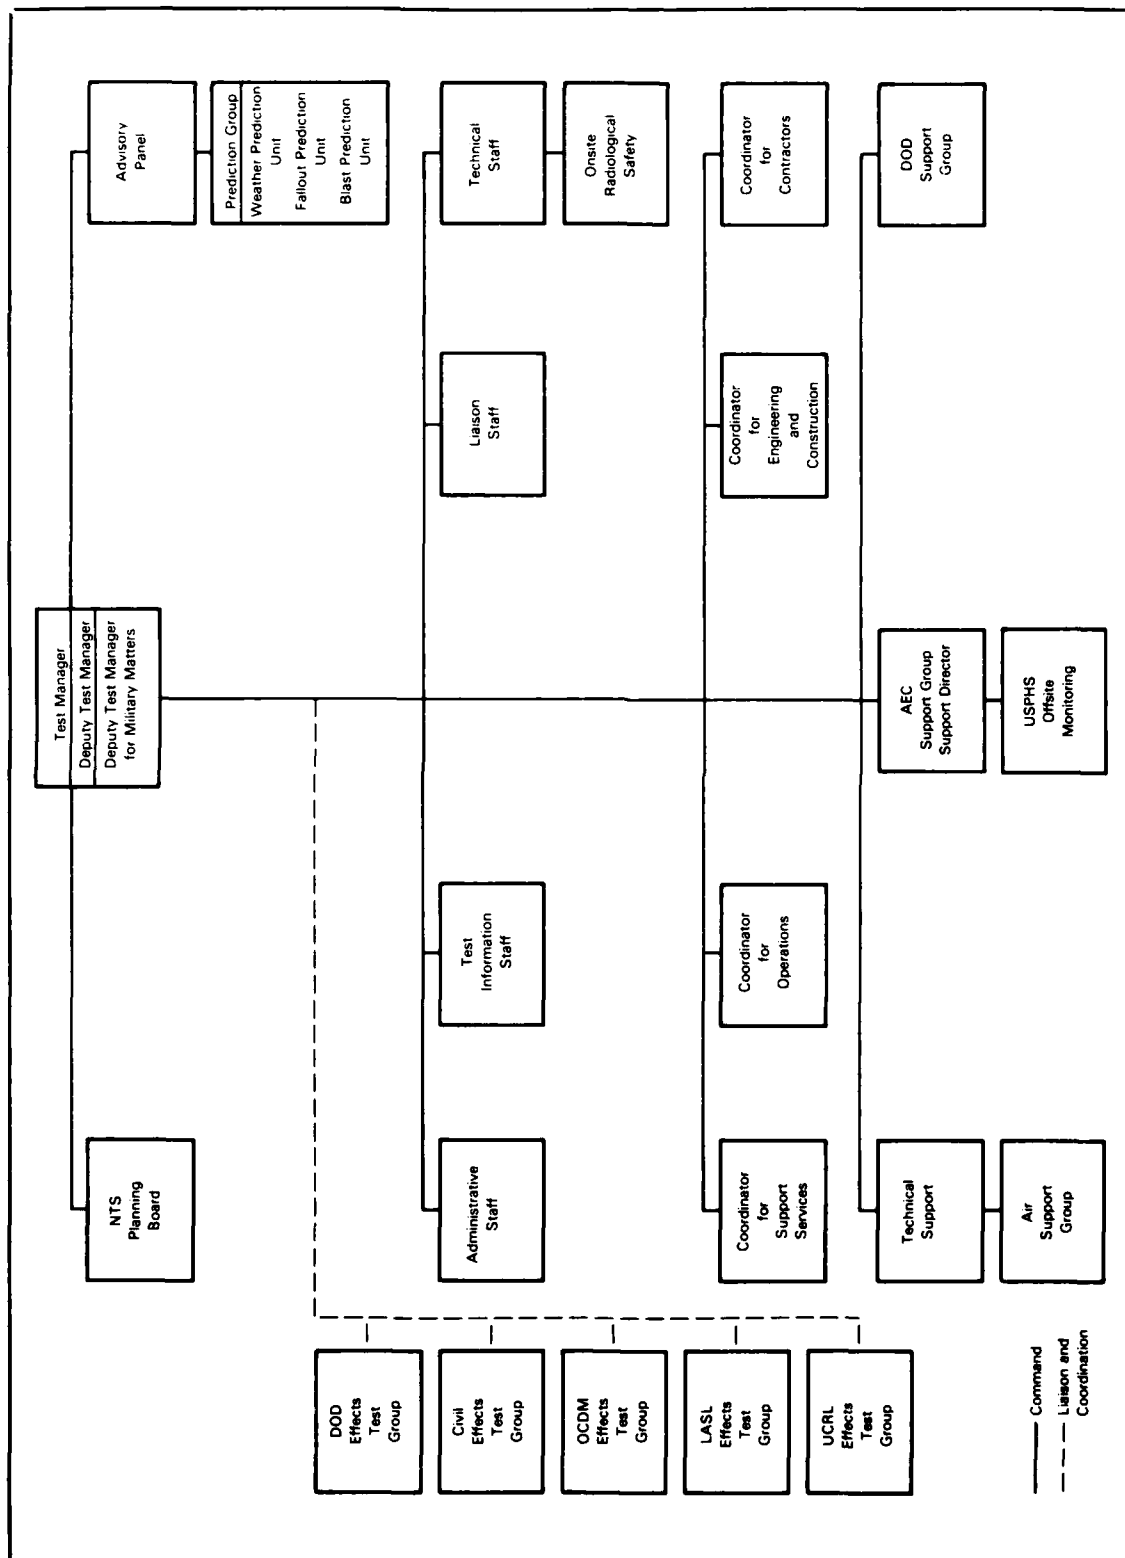 Test Manager
Deputy Test Manager
Deputy Test Manager
for Military Matters
NTS
Planning
Board
Advisory
Panel
Prediction Group
Weather Prediction
Unit
Fallout Prediction
Unit
Blast Prediction
Unit
DOD
Effects
Test
Group
Civil
Effects
Test
Group
OCDM
Effects
Test
Group
LASL
Effects
Test
Group
UCRL
Effects
Test
Group
Administrative
Staff
Test
Information
Staff
Liaison
Staff
Technical
Staff
Onsite
Radiological
Safety
Coordinator
for
Support
Services
Coordinator
for
Operations
Coordinator
for
Engineering
and
Construction
Coordinator
for
Contractors
Technical
Support
Air
Support
Group
AEC
Support Group
Support Director
USPHS
Offsite
Monitoring
DOD
Support
Group
Command
Liaison and
Coordination